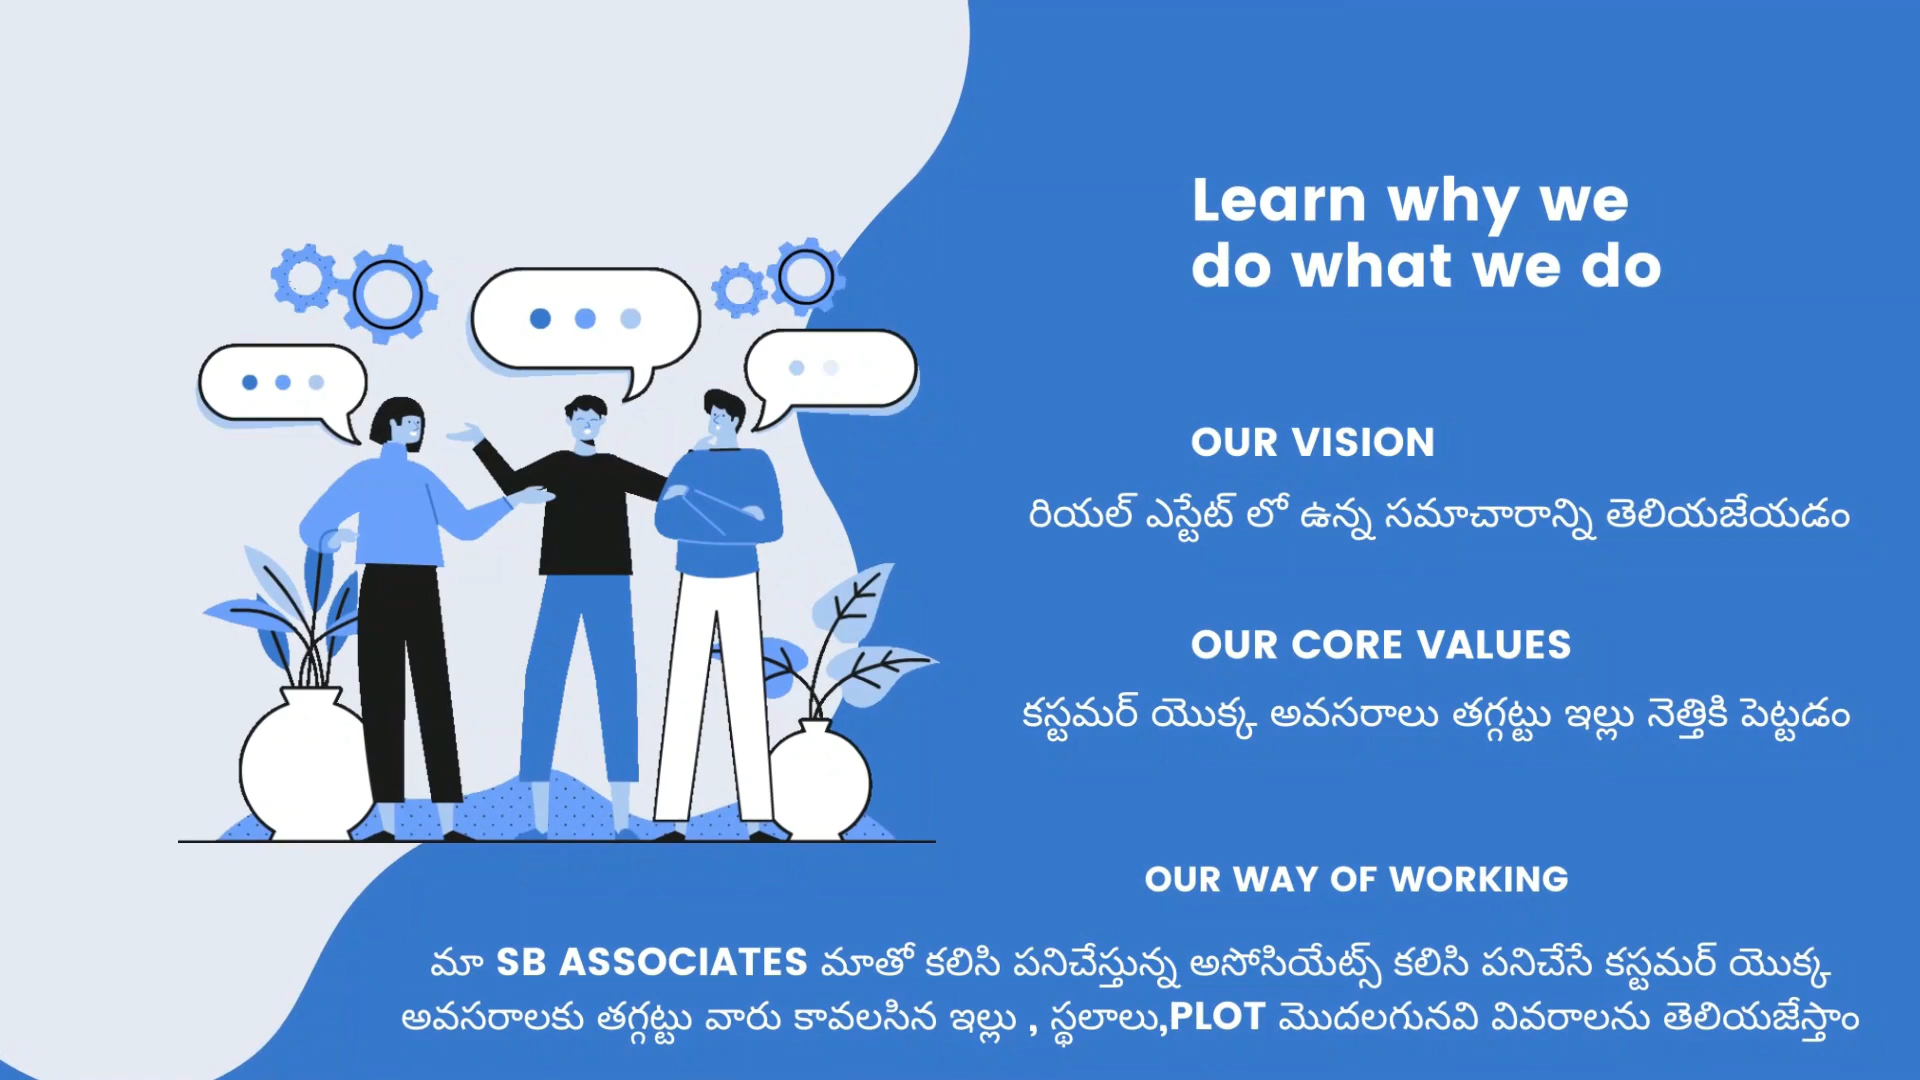 Learn why we
do what we do
OUR VISION
రియల్ ఎస్టేట్ లో ఉన్న సమాచారాన్ని తెలియజేయడం
OUR CORE VALUES
కస్టమర్ యొక్క అవసరాలు తగ్గట్టు ఇల్లు నెత్తికి పెట్టడం
OUR WAY OF WORKING
మా SB ASSOCIATES మాతో కలిసి పనిచేస్తున్న అసోసియేట్స్ కలిసి పనిచేసే కస్టమర్ యొక్క
అవసరాలకు తగ్గట్టు వారు కావలసిన ఇల్లు , స్థలాలు,PLOT మొదలగునవి వివరాలను తెలియజేస్తాం